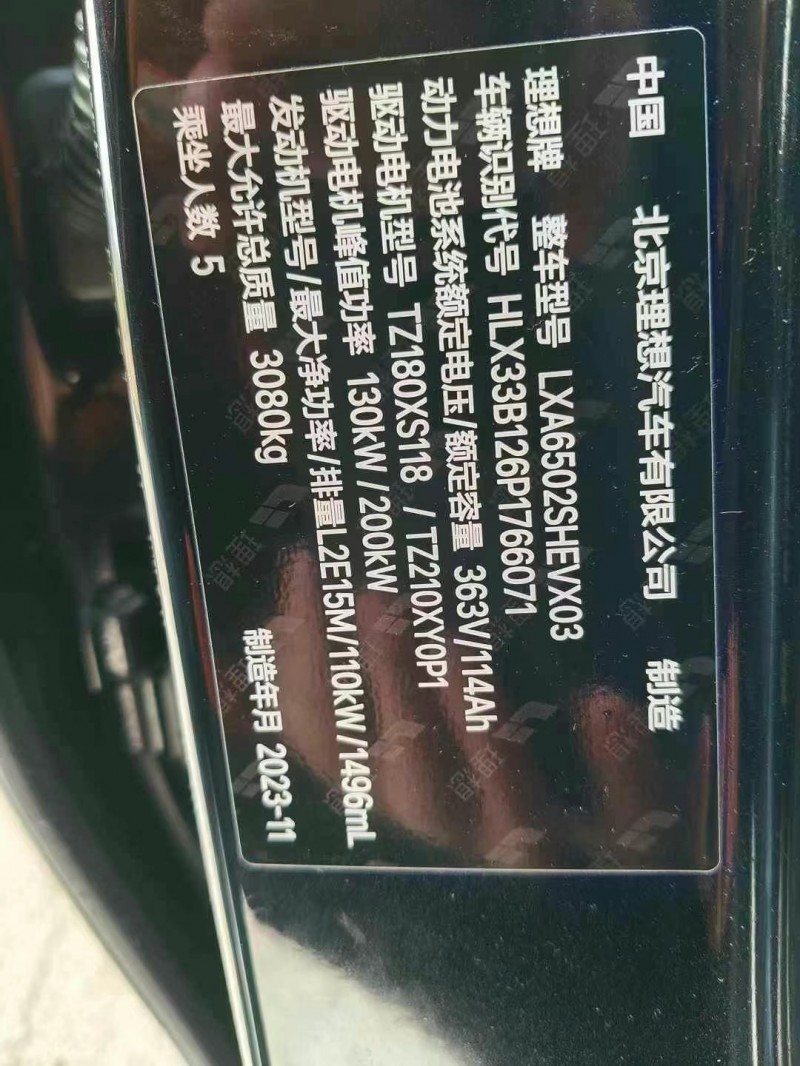 中国 北京理想汽车有限公司 制造
理想牌 整车型号 LXA6502SHEVX03
车辆识别代号 HLX33B126P1766071
动力电池系统额定电压/额定容量 363V/114Ah
驱动电机型号 TZ180XS118 / TZ210XY0P1
驱动电机峰值功率 130kW / 200kW
发动机型号/最大净功率/排量L2E15M/110kW/1496mL
最大允许总质量 3080kg
乘坐人数 5 制造年月 2023-11